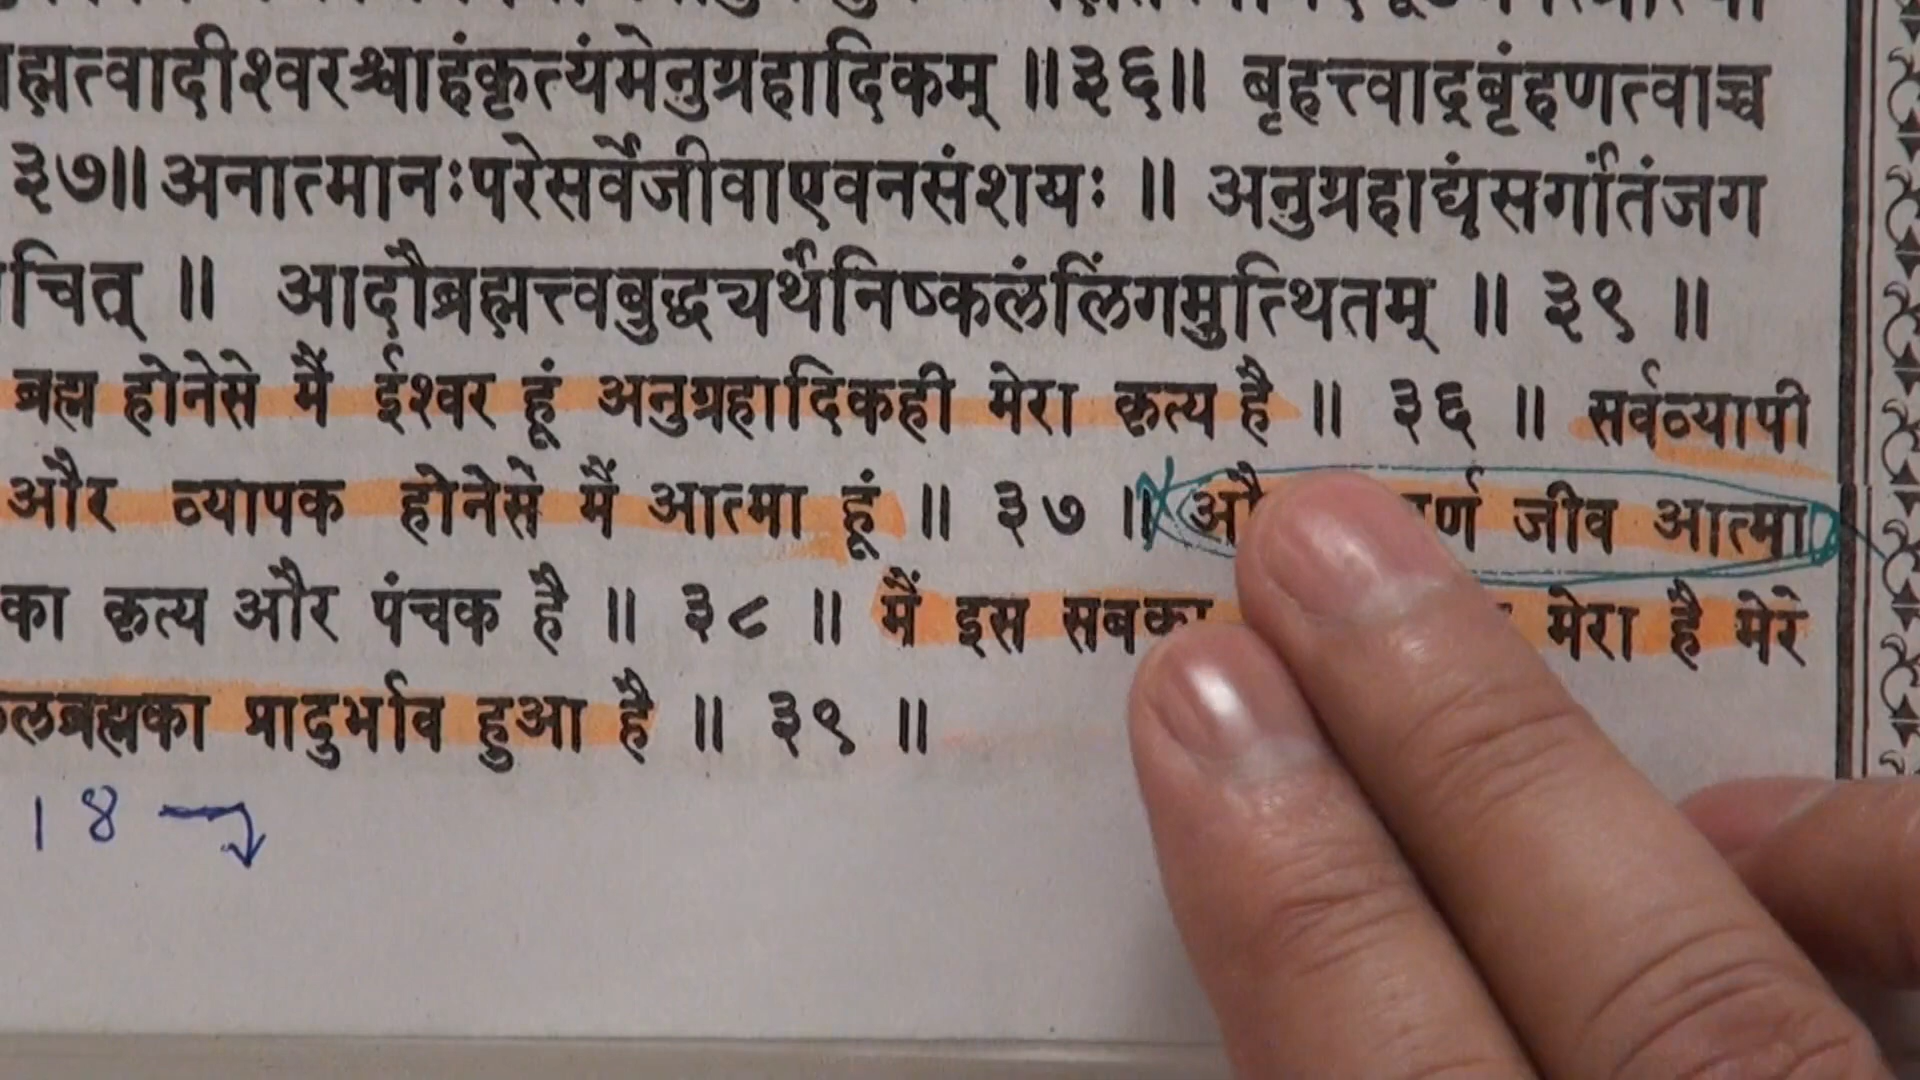 ह्मत्वादीश्वरश्चाहंकृत्यंमेनुग्रहादिकम् ॥३६॥ बृहत्त्वाद्बृंहणत्वाच्च
३७॥ अनात्मानःपरेसर्वेजीवाएवनसंशयः ॥ अनुग्रहाद्यंसर्गांतंजग
चित् ॥ आदौब्रह्मत्त्वबुद्धयर्थंनिष्कलंलिंगमुत्थितम् ॥ ३९ ॥
ब्रह्म होनेसे मैं ईश्वर हूं अनुग्रहादिकही मेरा कृत्य है ॥ ३६ ॥ सर्वव्यापी
और व्यापक होनेसे मैं आत्मा हूं ॥ ३७ ॥ र्ण जीव आत्मा
का कृत्य और पंचक है ॥ ३८ ॥ मैं इस सबका मेरा है मेरे
लब्रह्मका प्रादुर्भाव हुआ है ॥ ३९ ॥
18